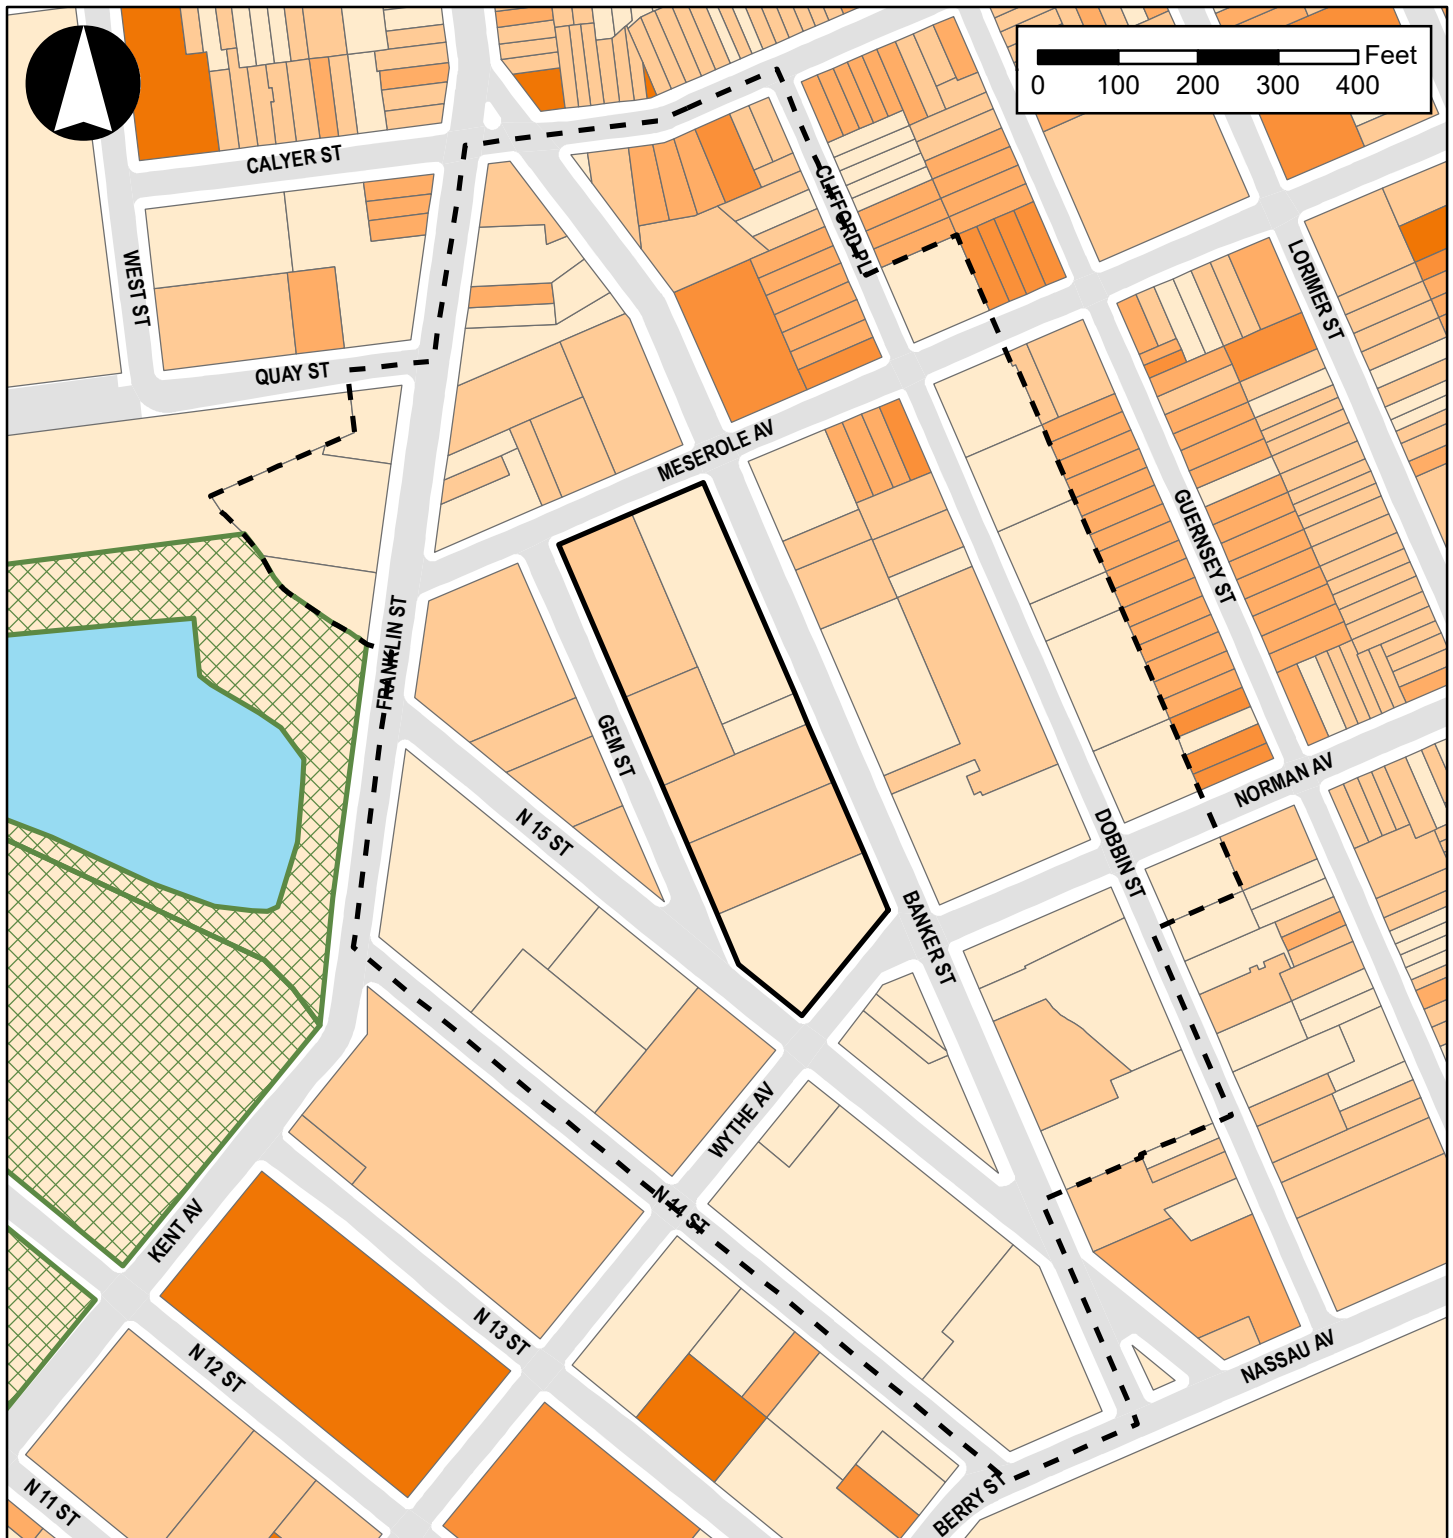 Feet
0 100 200 300 400
CALYER ST
CLIFFORD PL
WEST ST
LORIMER ST
QUAY ST
MESEROLE AV
GUERNSEY ST
FRANKLIN ST
GEM ST
N 15 ST
NORMAN AV
DOBBIN ST
BANKER ST
WYTHE AV
N 14 ST
KENT AV
N 13 ST
N 12 ST
NASSAU AV
N 11 ST
BERRY ST